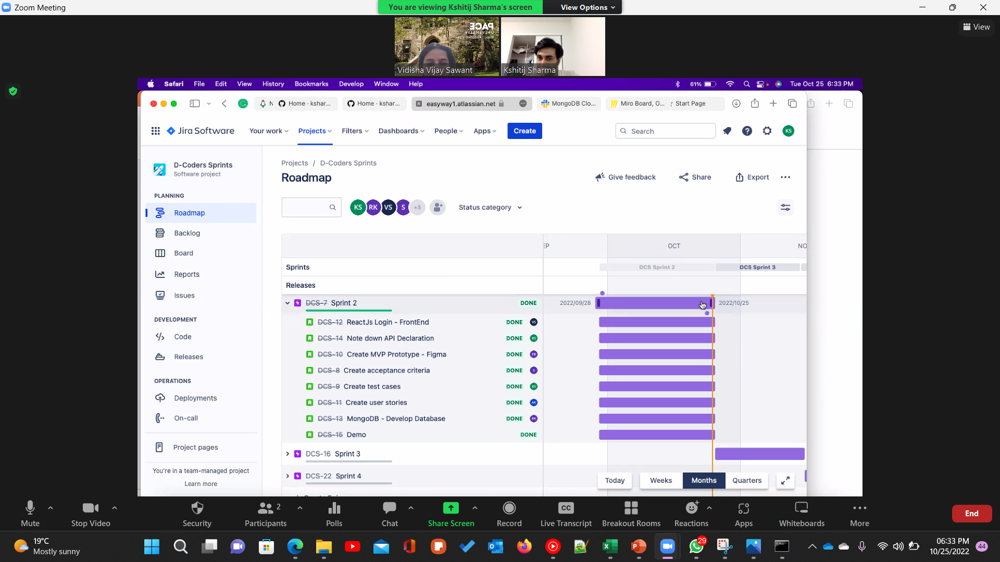 Zoom Meeting
You are viewing Kshitij Sharma's screen
View Options
View
PACE
UNIVERSITY
Vidisha Vijay Sawant
Kshitij Sharma
Safari File Edit View History Bookmarks Develop Window Help
61%
Tue Oct 25 6:33 PM
N
Home · kshar...
Home · kshar...
easyway1.atlassian.net
MongoDB Clo...
Miro Board, O...
Start Page
Jira Software
Your work
Projects
Filters
Dashboards
People
Apps
Create
Search
KS
D-Coders Sprints
Software project
PLANNING
Roadmap
Backlog
Board
Reports
Issues
DEVELOPMENT
Code
Releases
OPERATIONS
Deployments
On-call
Project pages
You're in a team-managed project
Learn more
Projects / D-Coders Sprints
Roadmap
Give feedback
Share
Export
KS RK VS S +3
Status category
EP
OCT
NO
Sprints
DCS Sprint 2
DCS Sprint 3
Releases
DCS-7 Sprint 2 DONE
2022/09/28
2022/10/25
DCS-12 ReactJs Login - FrontEnd DONE VS
DCS-14 Note down API Declaration DONE KS
DCS-10 Create MVP Prototype - Figma DONE FB
DCS-8 Create acceptance criteria DONE S
DCS-9 Create test cases DONE KS
DCS-11 Create user stories DONE AK
DCS-13 MongoDB - Develop Database DONE RK
DCS-15 Demo DONE
DCS-16 Sprint 3
DCS-22 Sprint 4
Today
Weeks
Months
Quarters
Mute
Stop Video
Security
2
Participants
Polls
Chat
Share Screen
Record
CC
Live Transcript
Breakout Rooms
Reactions
Apps
Whiteboards
More
End
19°C
Mostly sunny
29
06:33 PM
10/25/2022
44